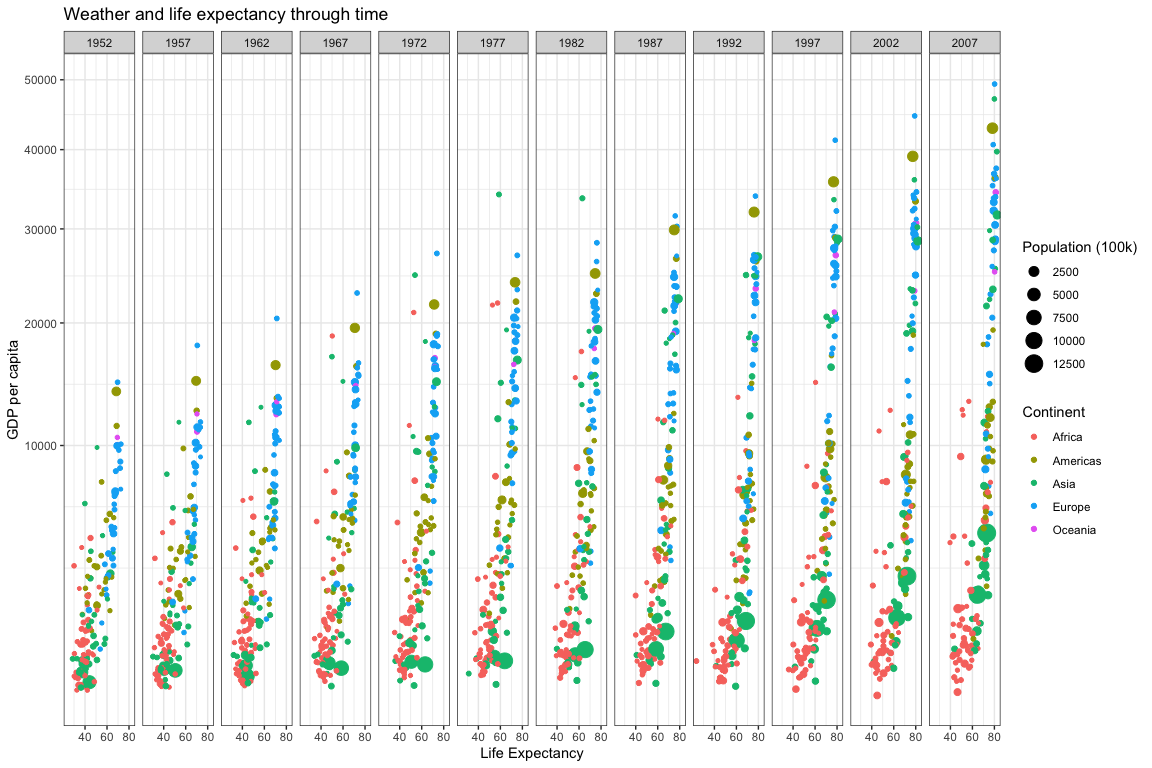 Weather and life expectancy through time
1952 1957 1962 1967 1972 1977 1982 1987 1992 1997 2002 2007
50000
40000
30000
20000
10000
GDP per capita
40 60 80 40 60 80 40 60 80 40 60 80 40 60 80 40 60 80 40 60 80 40 60 80 40 60 80 40 60 80 40 60 80 40 60 80
Life Expectancy
Population (100k)
2500
5000
7500
10000
12500
Continent
Africa
Americas
Asia
Europe
Oceania